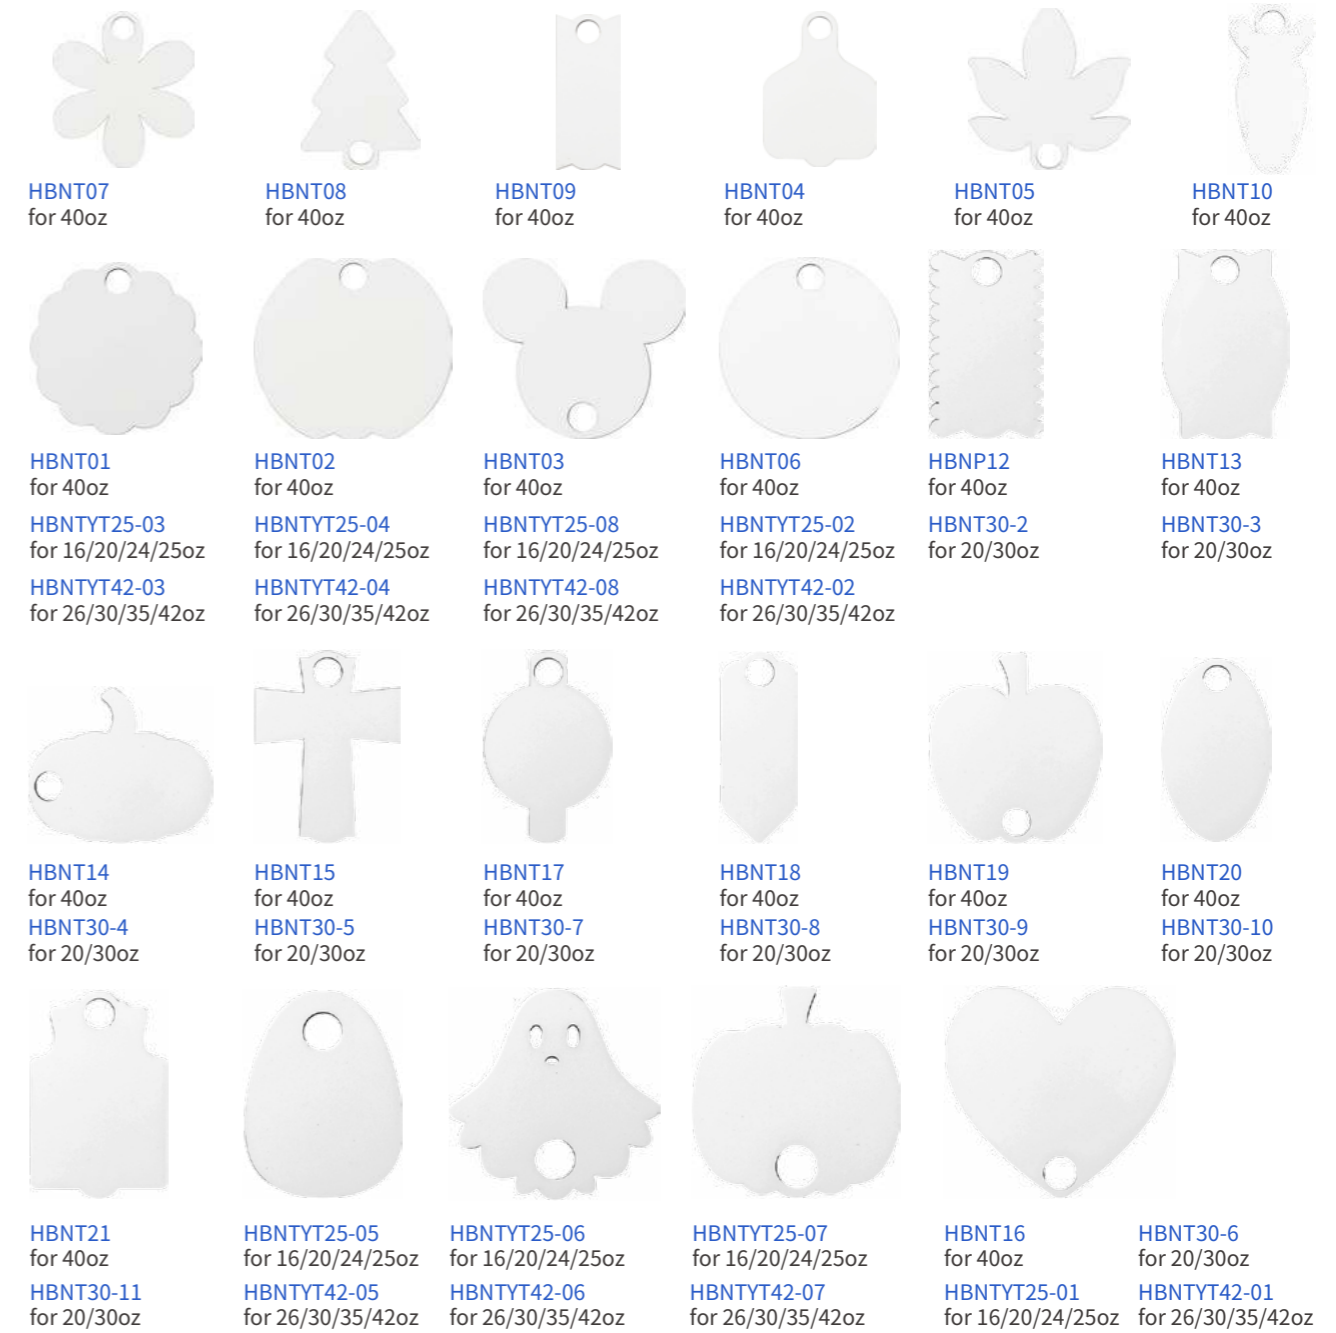 HBNT07
for 40oz
HBNT08
for 40oz
HBNT09
for 40oz
HBNT04
for 40oz
HBNT05
for 40oz
HBNT10
for 40oz
HBNT01
for 40oz
HBNTYT25-03
for 16/20/24/25oz
HBNTYT42-03
for 26/30/35/42oz
HBNT02
for 40oz
HBNTYT25-04
for 16/20/24/25oz
HBNTYT42-04
for 26/30/35/42oz
HBNT03
for 40oz
HBNTYT25-08
for 16/20/24/25oz
HBNTYT42-08
for 26/30/35/42oz
HBNT06
for 40oz
HBNTYT25-02
for 16/20/24/25oz
HBNTYT42-02
for 26/30/35/42oz
HBNP12
for 40oz
HBNT30-2
for 20/30oz
HBNT13
for 40oz
HBNT30-3
for 20/30oz
HBNT14
for 40oz
HBNT30-4
for 20/30oz
HBNT15
for 40oz
HBNT30-5
for 20/30oz
HBNT17
for 40oz
HBNT30-7
for 20/30oz
HBNT18
for 40oz
HBNT30-8
for 20/30oz
HBNT19
for 40oz
HBNT30-9
for 20/30oz
HBNT20
for 40oz
HBNT30-10
for 20/30oz
HBNT21
for 40oz
HBNT30-11
for 20/30oz
HBNTYT25-05
for 16/20/24/25oz
HBNTYT42-05
for 26/30/35/42oz
HBNTYT25-06
for 16/20/24/25oz
HBNTYT42-06
for 26/30/35/42oz
HBNTYT25-07
for 16/20/24/25oz
HBNTYT42-07
for 26/30/35/42oz
HBNT16
for 40oz
HBNTYT25-01
for 16/20/24/25oz
HBNT30-6
for 20/30oz
HBNTYT42-01
for 26/30/35/42oz